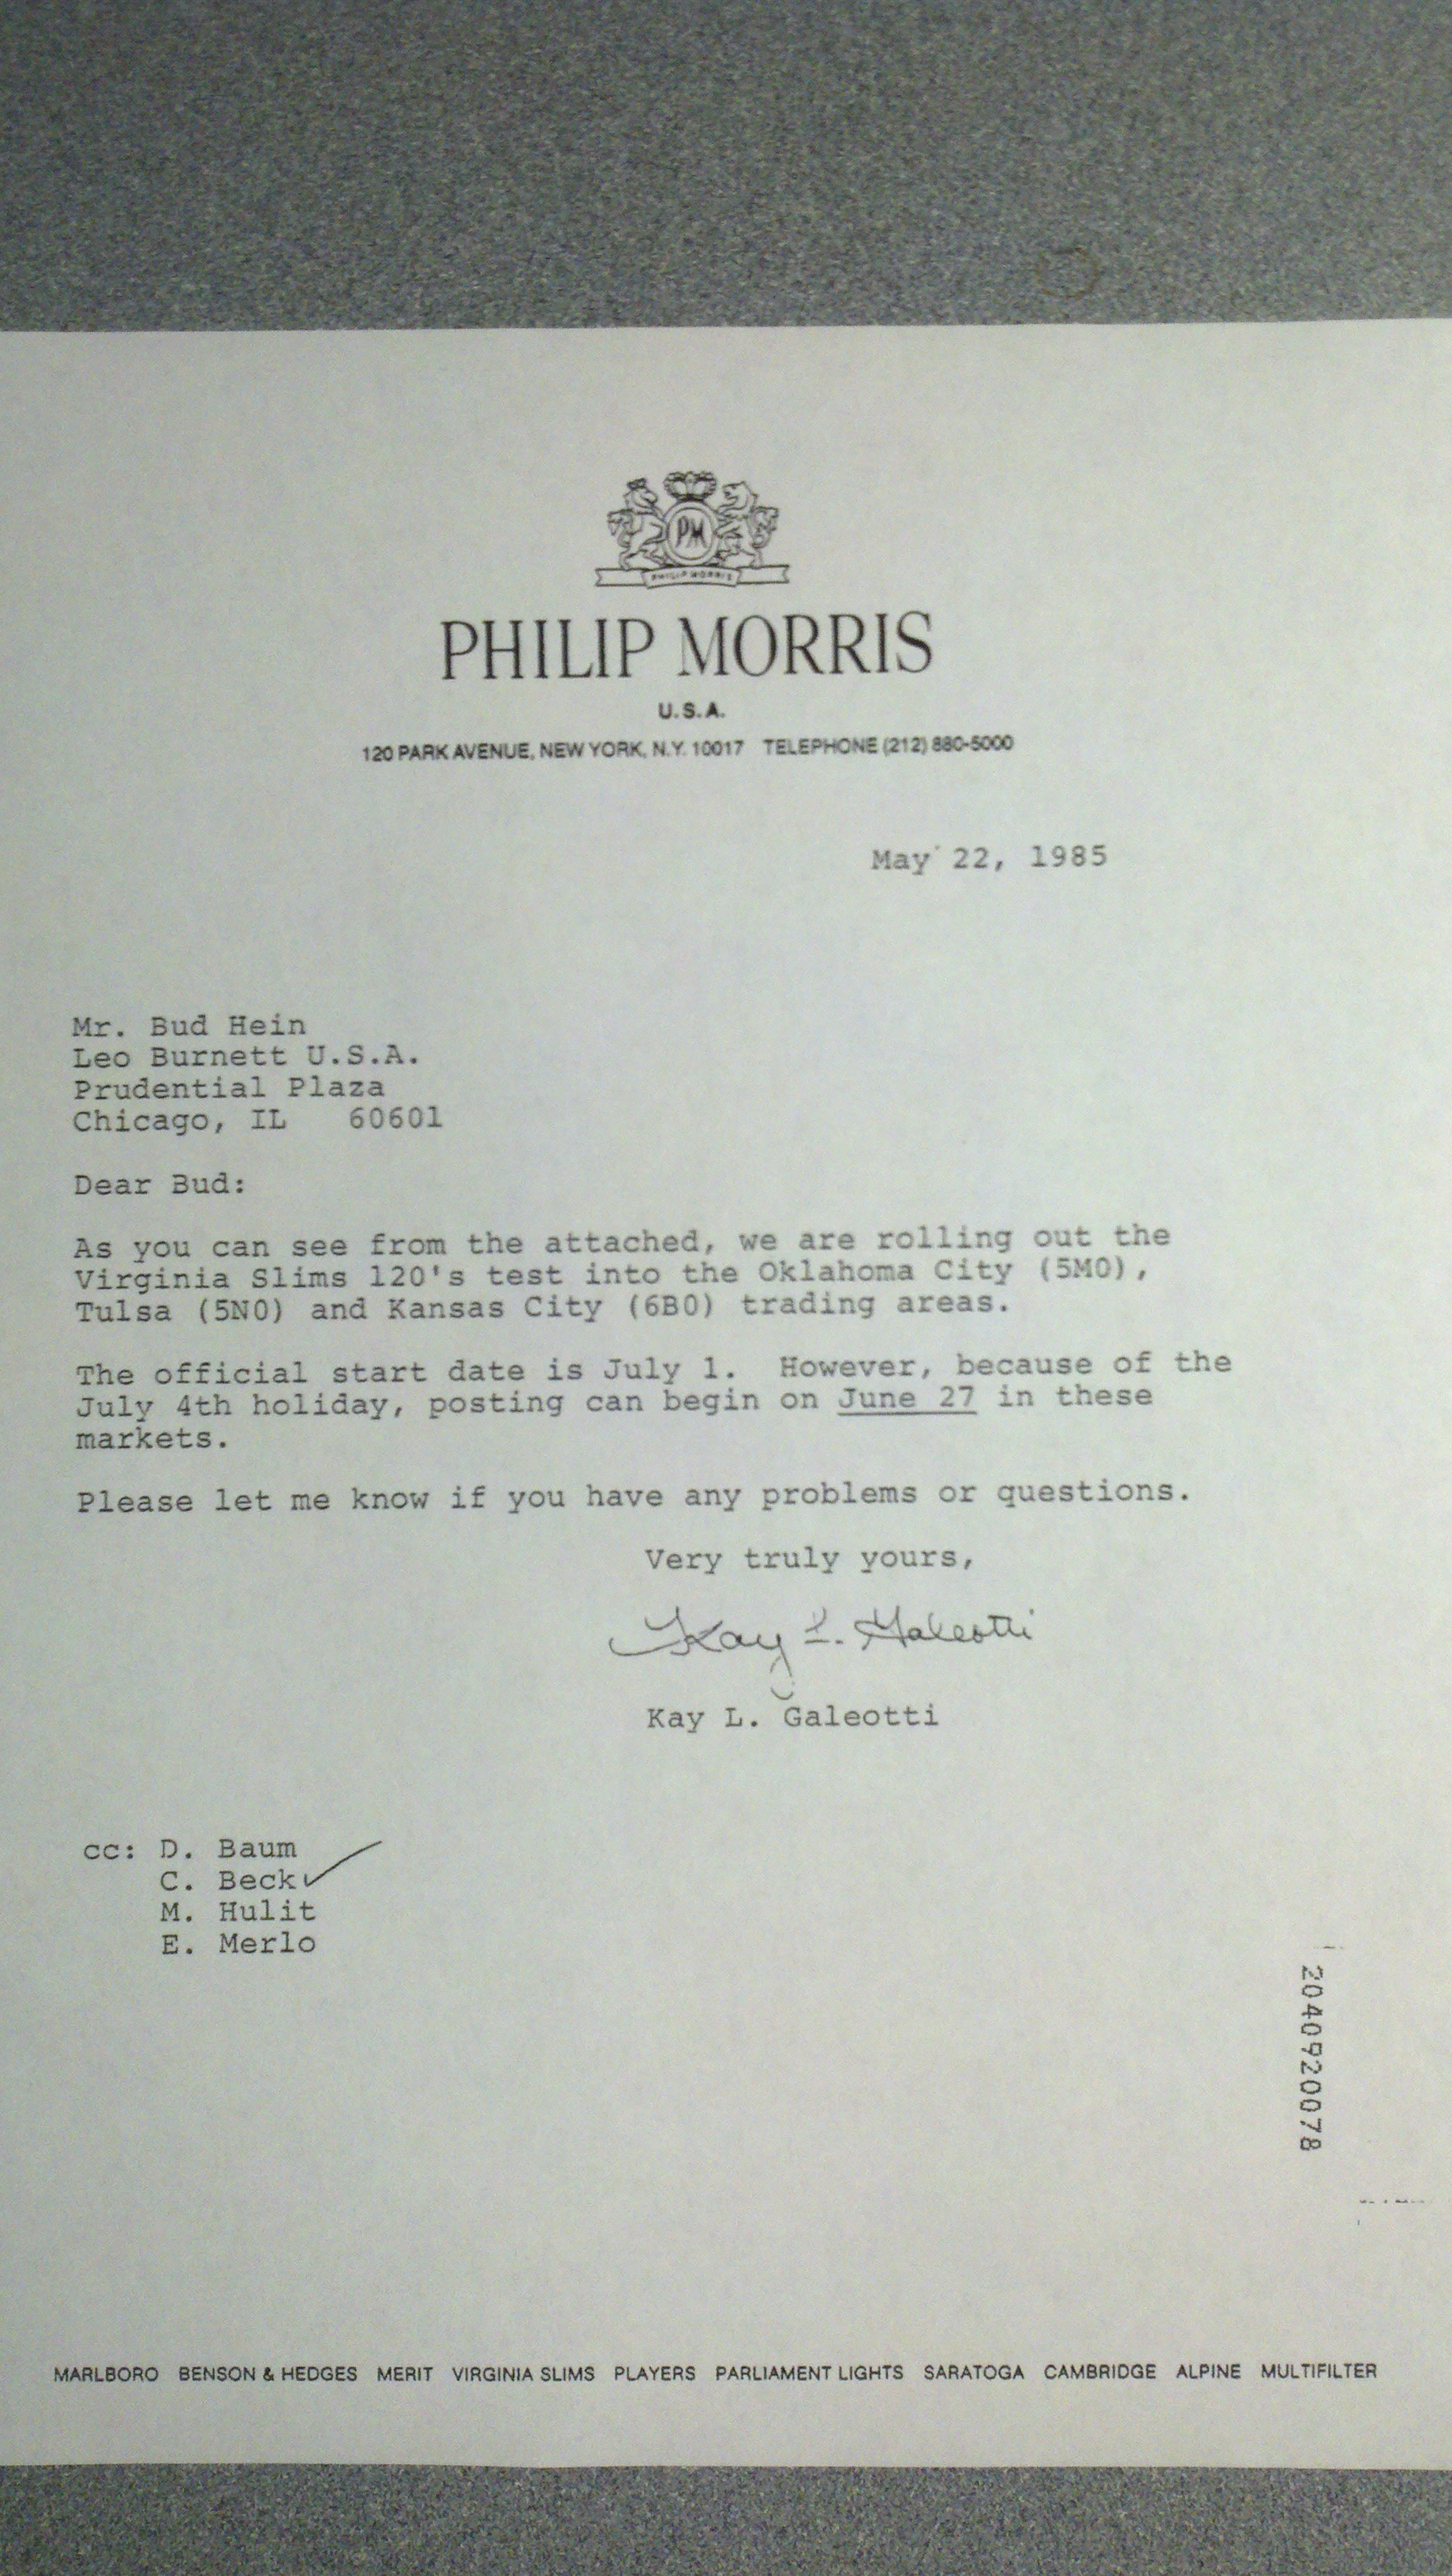 PM
PHILIP MORRIS
PHILIP MORRIS
U.S.A.
120 PARK AVENUE, NEW YORK, N.Y. 10017 TELEPHONE (212) 880-5000
May 22, 1985
Mr. Bud Hein
Leo Burnett U.S.A.
Prudential Plaza
Chicago, IL 60601
Dear Bud:
As you can see from the attached, we are rolling out the
Virginia Slims 120's test into the Oklahoma City (5M0),
Tulsa (5N0) and Kansas City (6B0) trading areas.
The official start date is July 1. However, because of the
July 4th holiday, posting can begin on June 27 in these
markets.
Please let me know if you have any problems or questions.
Very truly yours,
Kay L. Galeotti
Kay L. Galeotti
cc: D. Baum
C. Beck
M. Hulit
E. Merlo
2040920078
MARLBORO BENSON & HEDGES MERIT VIRGINIA SLIMS PLAYERS PARLIAMENT LIGHTS SARATOGA CAMBRIDGE ALPINE MULTIFILTER